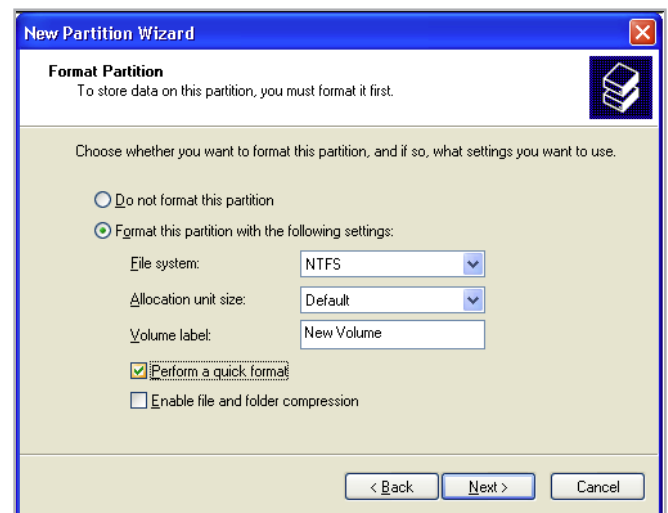 New Partition Wizard
Format Partition
To store data on this partition, you must format it first.
Choose whether you want to format this partition, and if so, what settings you want to use.
Do not format this partition
Format this partition with the following settings:
File system: NTFS
Allocation unit size: Default
Volume label: New Volume
Perform a quick format
Enable file and folder compression
< Back Next > Cancel